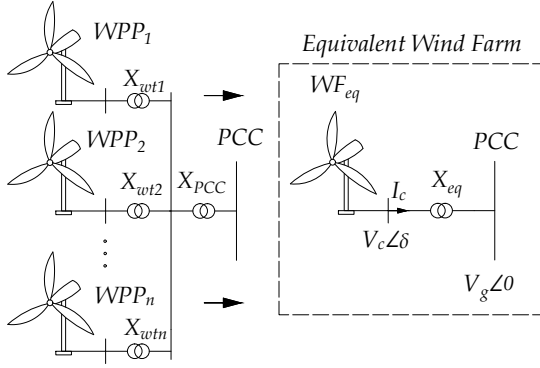 WPP1
Xwt1
WPP2
Xwt2
XPCC
PCC
WPPn
Xwtn
Equivalent Wind Farm
WFeq
PCC
Ic
Xeq
Vc∠δ
Vg∠0